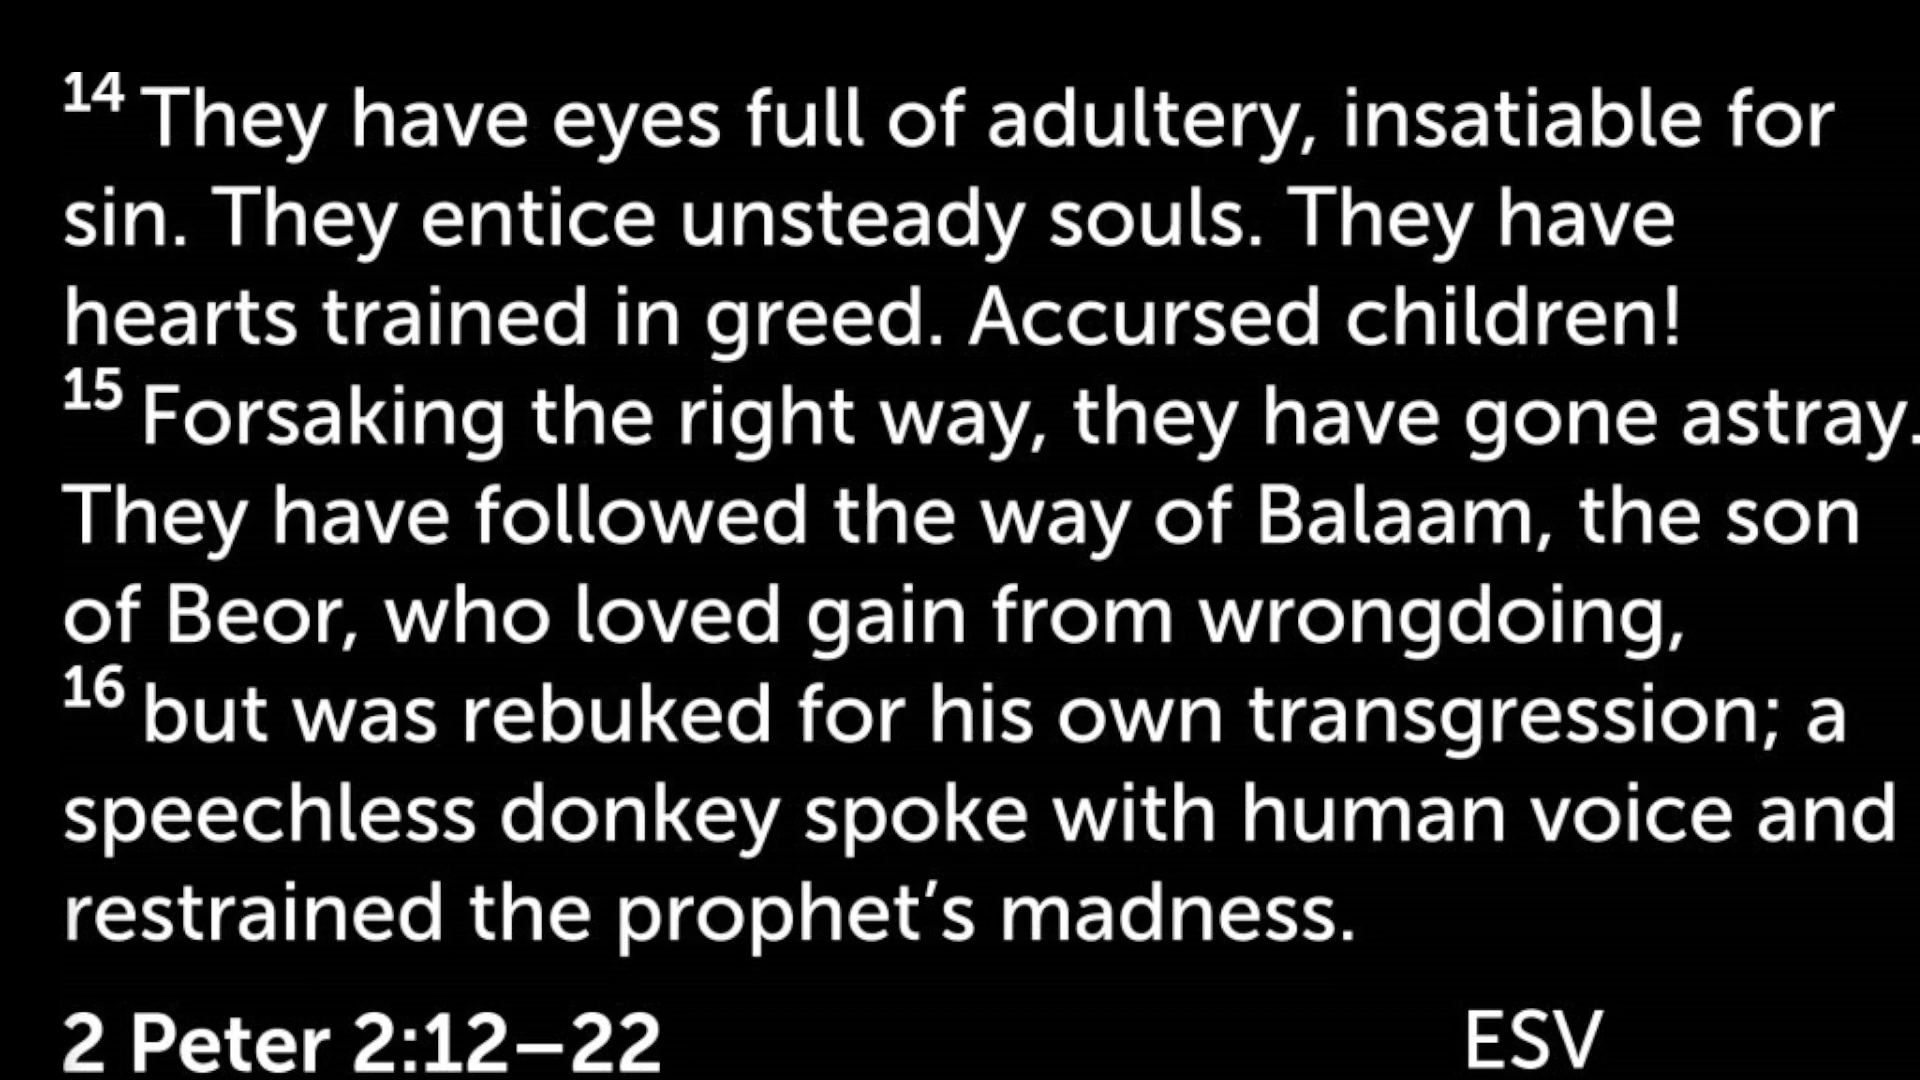 14 They have eyes full of adultery, insatiable for
sin. They entice unsteady souls. They have
hearts trained in greed. Accursed children!
15 Forsaking the right way, they have gone astray.
They have followed the way of Balaam, the son
of Beor, who loved gain from wrongdoing,
16 but was rebuked for his own transgression; a
speechless donkey spoke with human voice and
restrained the prophet’s madness.
2 Peter 2:12–22 ESV